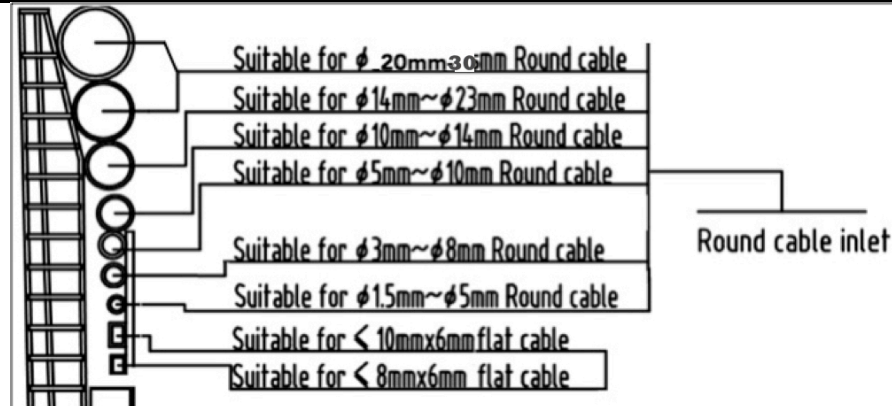 Suitable for ϕ 20mm-30mm Round cable
Suitable for ϕ14mm~ϕ23mm Round cable
Suitable for ϕ10mm~ϕ14mm Round cable
Suitable for ϕ5mm~ϕ10mm Round cable
Round cable inlet
Suitable for ϕ3mm~ϕ8mm Round cable
Suitable for ϕ1.5mm~ϕ5mm Round cable
Suitable for < 10mmx6mm flat cable
Suitable for < 8mmx6mm flat cable